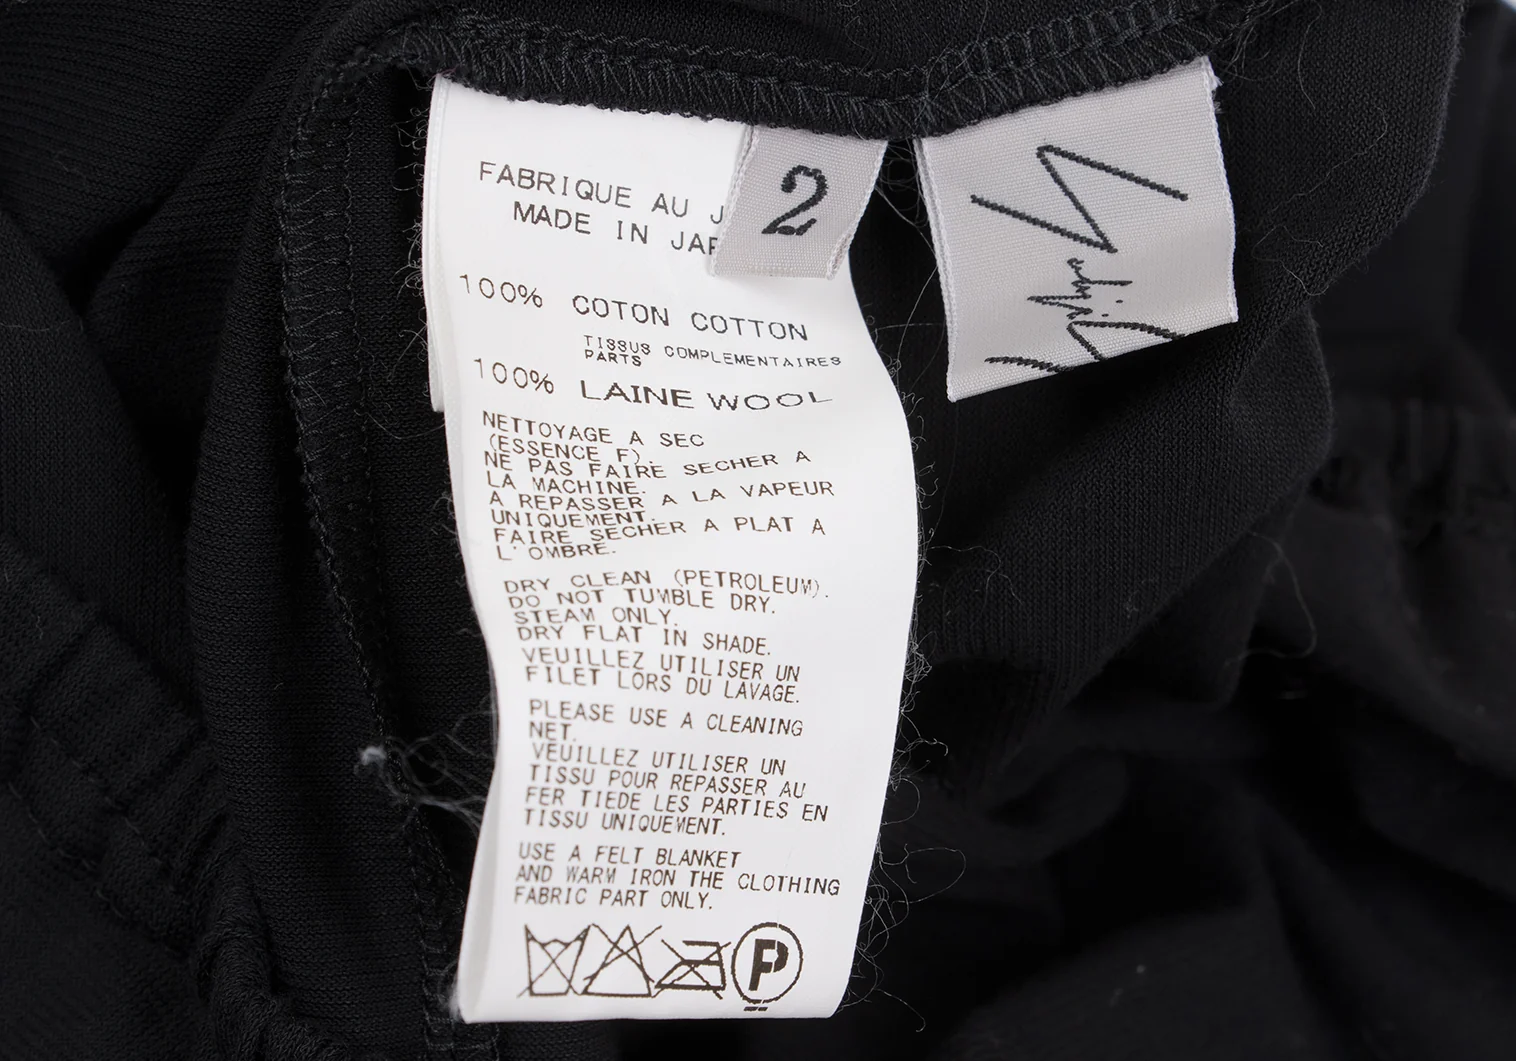 FABRIQUE AU J
MADE IN JAP
2
100% COTON COTTON
TISSUS COMPLEMENTAIRES
PARTS
100% LAINE WOOL
NETTOYAGE A SEC
(ESSENCE F).
NE PAS FAIRE SECHER A
LA MACHINE.
A REPASSER A LA VAPEUR
UNIQUEMENT.
FAIRE SECHER A PLAT A
L'OMBRE.
DRY CLEAN (PETROLEUM).
DO NOT TUMBLE DRY.
STEAM ONLY.
DRY FLAT IN SHADE.
VEUILLEZ UTILISER UN
FILET LORS DU LAVAGE.
PLEASE USE A CLEANING
NET.
VEUILLEZ UTILISER UN
TISSU POUR REPASSER AU
FER TIEDE LES PARTIES EN
TISSU UNIQUEMENT.
USE A FELT BLANKET
AND WARM IRON THE CLOTHING
FABRIC PART ONLY.
P